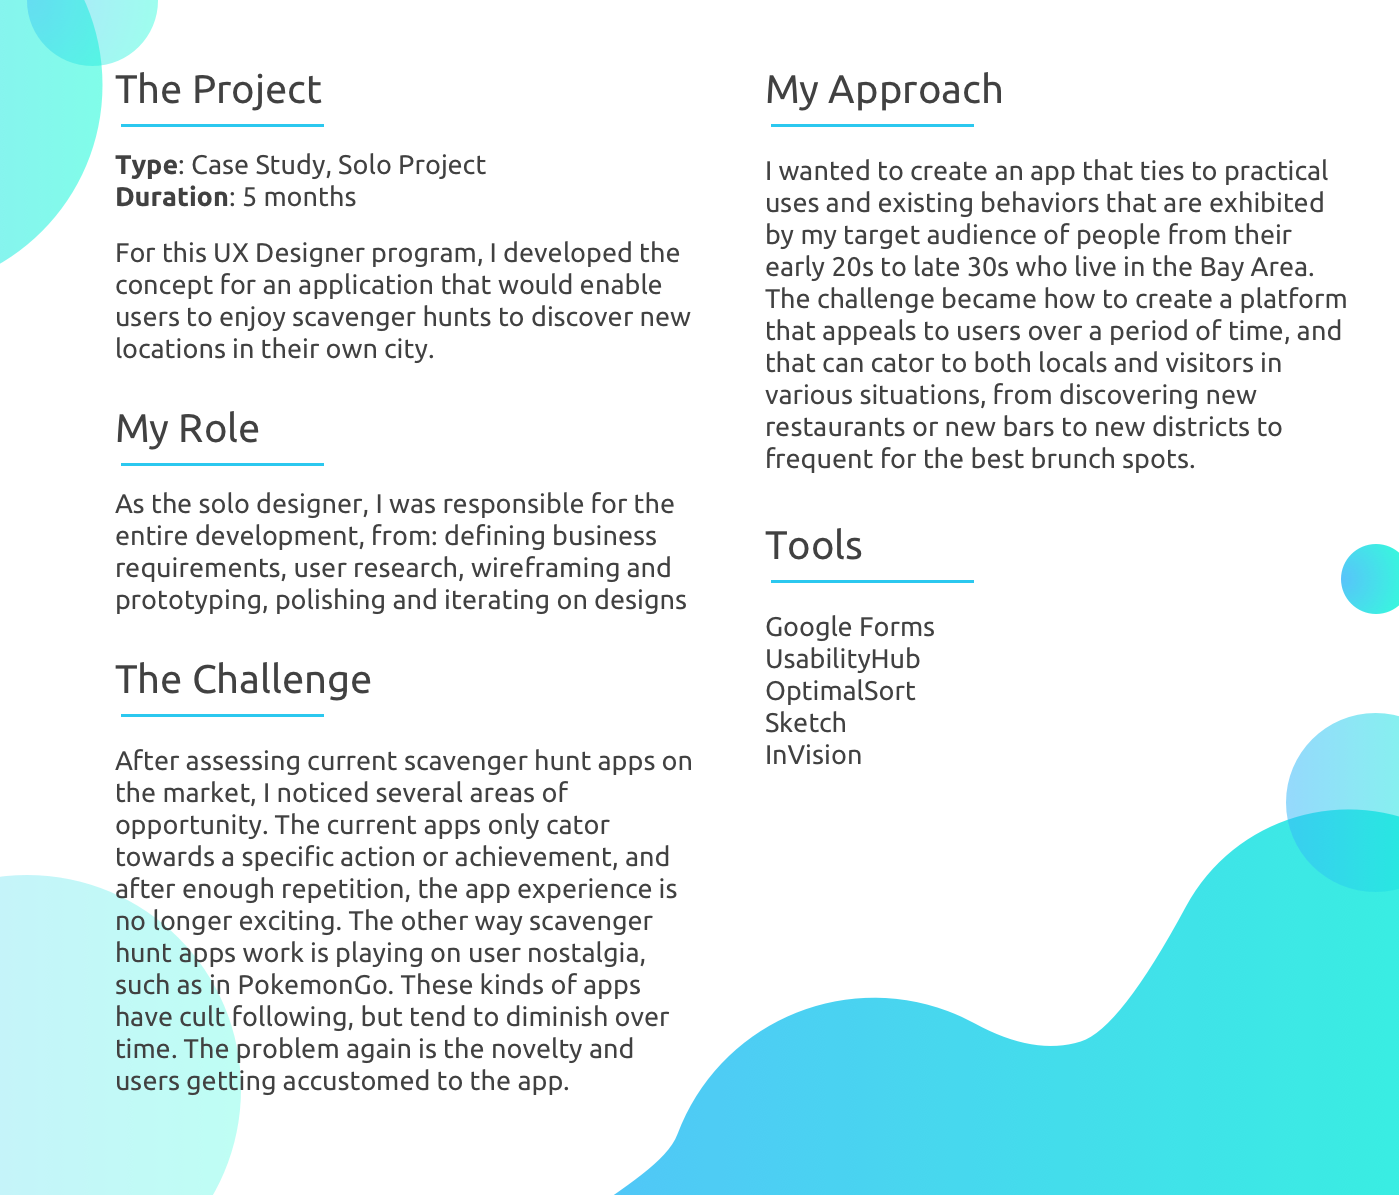 The Project
Type: Case Study, Solo Project
Duration: 5 months
For this UX Designer program, I developed the
concept for an application that would enable
users to enjoy scavenger hunts to discover new
locations in their own city.
My Role
As the solo designer, I was responsible for the
entire development, from: defining business
requirements, user research, wireframing and
prototyping, polishing and iterating on designs
The Challenge
After assessing current scavenger hunt apps on
the market, I noticed several areas of
opportunity. The current apps only cator
towards a specific action or achievement, and
after enough repetition, the app experience is
no longer exciting. The other way scavenger
hunt apps work is playing on user nostalgia,
such as in PokemonGo. These kinds of apps
have cult following, but tend to diminish over
time. The problem again is the novelty and
users getting accustomed to the app.
My Approach
I wanted to create an app that ties to practical
uses and existing behaviors that are exhibited
by my target audience of people from their
early 20s to late 30s who live in the Bay Area.
The challenge became how to create a platform
that appeals to users over a period of time, and
that can cator to both locals and visitors in
various situations, from discovering new
restaurants or new bars to new districts to
frequent for the best brunch spots.
Tools
Google Forms
UsabilityHub
OptimalSort
Sketch
InVision